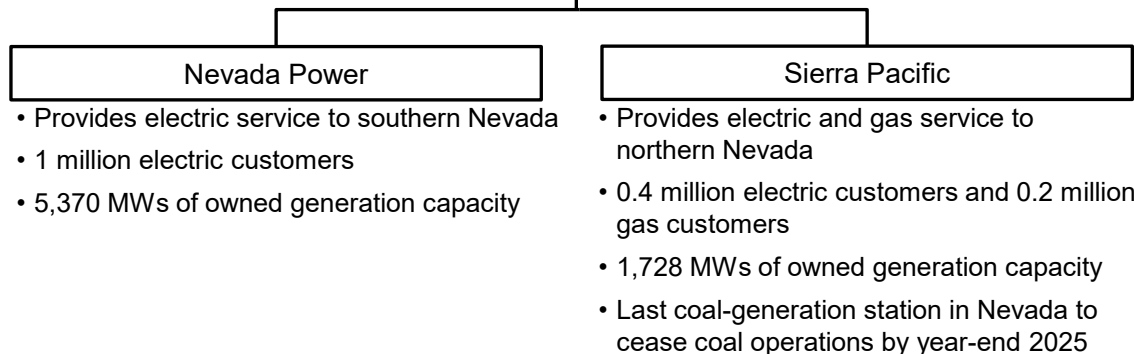 Nevada Power
• Provides electric service to southern Nevada
• 1 million electric customers
• 5,370 MWs of owned generation capacity
Sierra Pacific
• Provides electric and gas service to
northern Nevada
• 0.4 million electric customers and 0.2 million
gas customers
• 1,728 MWs of owned generation capacity
• Last coal-generation station in Nevada to
cease coal operations by year-end 2025